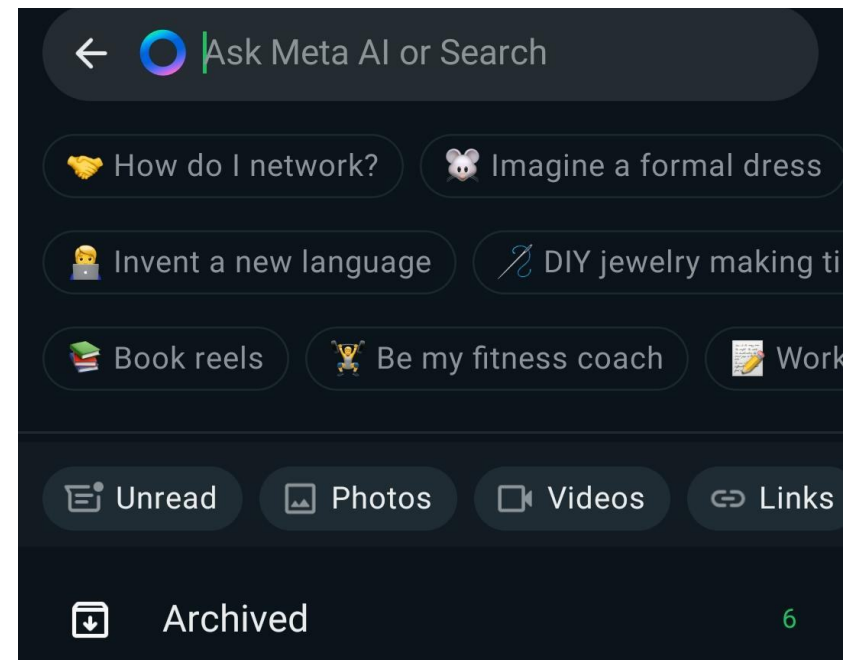 Ask Meta AI or Search
How do I network? Imagine a formal dress
Invent a new language DIY jewelry making ti
Book reels Be my fitness coach Work
Unread Photos Videos Links
Archived 6